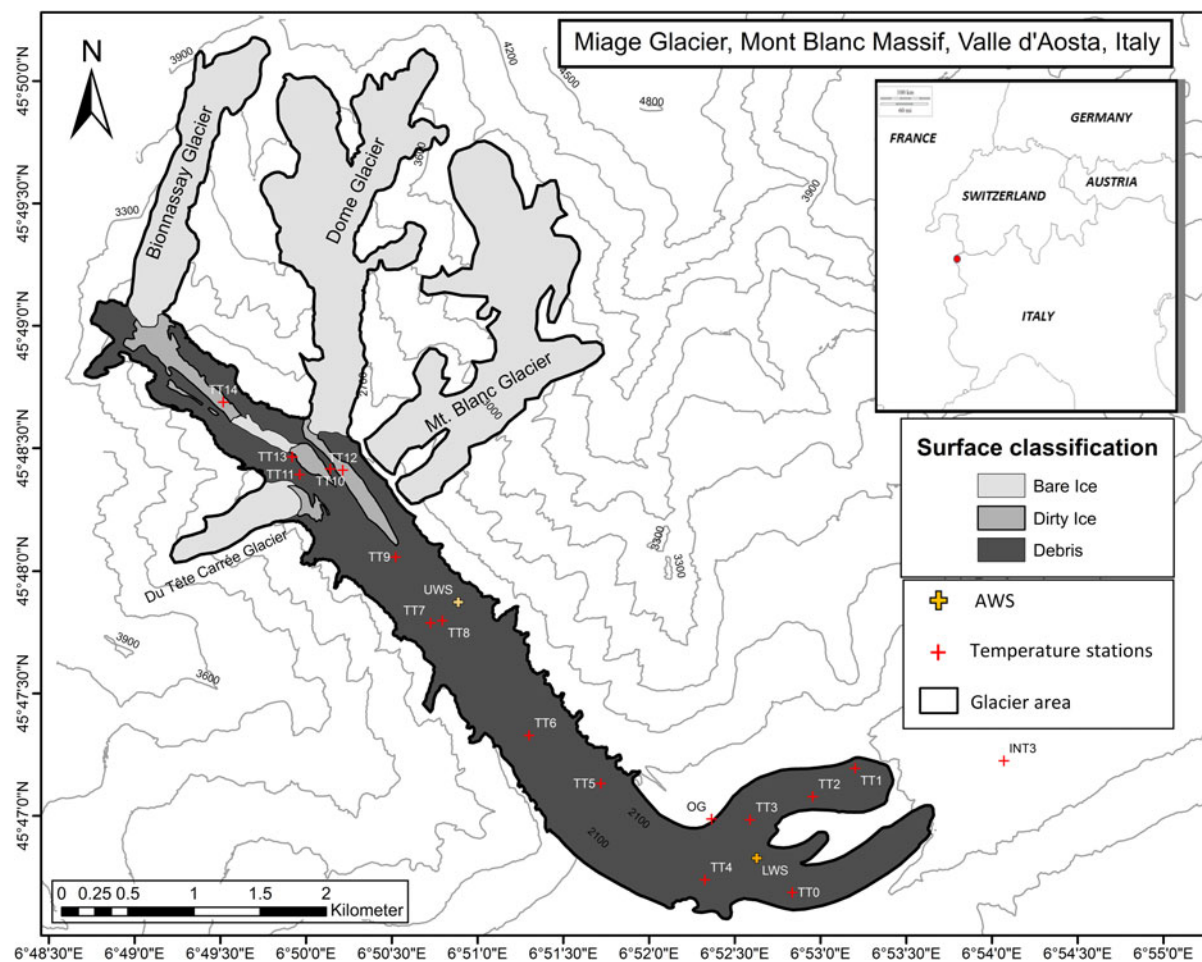 Miage Glacier, Mont Blanc Massif, Valle d'Aosta, Italy
N
3900
4200
4500
4800
3600
3900
3300
2700
3000
3300
3300
3900
3600
2100
2100
Bionnassay Glacier
Dome Glacier
Mt. Blanc Glacier
Du Tête Carrée Glacier
TT14
TT13
TT12
TT11
TT10
TT9
UWS
TT7
TT8
TT6
TT5
INT3
TT1
TT2
OG
TT3
LWS
TT4
TT0
100 km
FRANCE
GERMANY
SWITZERLAND
AUSTRIA
ITALY
Surface classification
Bare Ice
Dirty Ice
Debris
AWS
Temperature stations
Glacier area
0 0.25 0.5 1 1.5 2
Kilometer
45°50'0"N
45°49'30"N
45°49'0"N
45°48'30"N
45°48'0"N
45°47'30"N
45°47'0"N
6°48'30"E 6°49'0"E 6°49'30"E 6°50'0"E 6°50'30"E 6°51'0"E 6°51'30"E 6°52'0"E 6°52'30"E 6°53'0"E 6°53'30"E 6°54'0"E 6°54'30"E 6°55'0"E